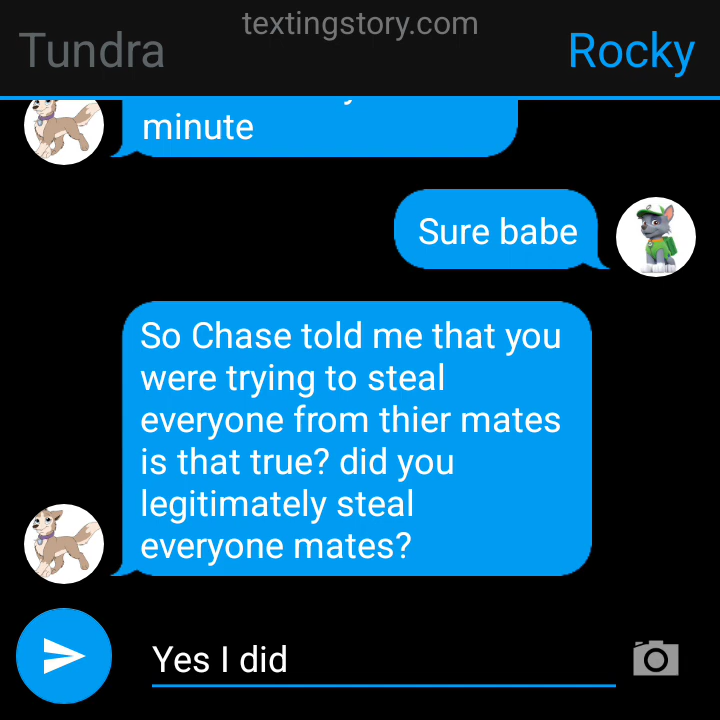 textingstory.com
Tundra
Rocky
minute
Sure babe
So Chase told me that you
were trying to steal
everyone from thier mates
is that true? did you
legitimately steal
everyone mates?
Yes I did